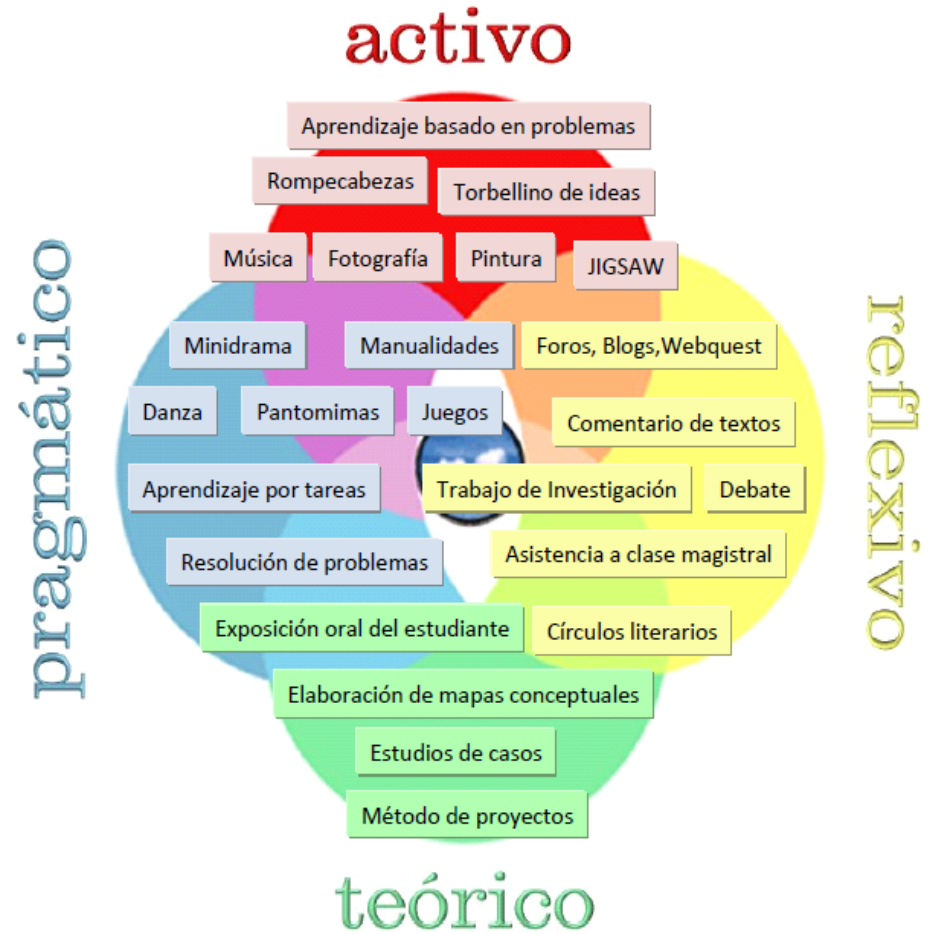 activo
Aprendizaje basado en problemas
Rompecabezas
Torbellino de ideas
Música
Fotografía
Pintura
JIGSAW
pragmático
reflexivo
Minidrama
Manualidades
Foros, Blogs,Webquest
Danza
Pantomimas
Juegos
Comentario de textos
Aprendizaje por tareas
Trabajo de Investigación
Debate
Resolución de problemas
Asistencia a clase magistral
Exposición oral del estudiante
Círculos literarios
Elaboración de mapas conceptuales
Estudios de casos
Método de proyectos
teórico